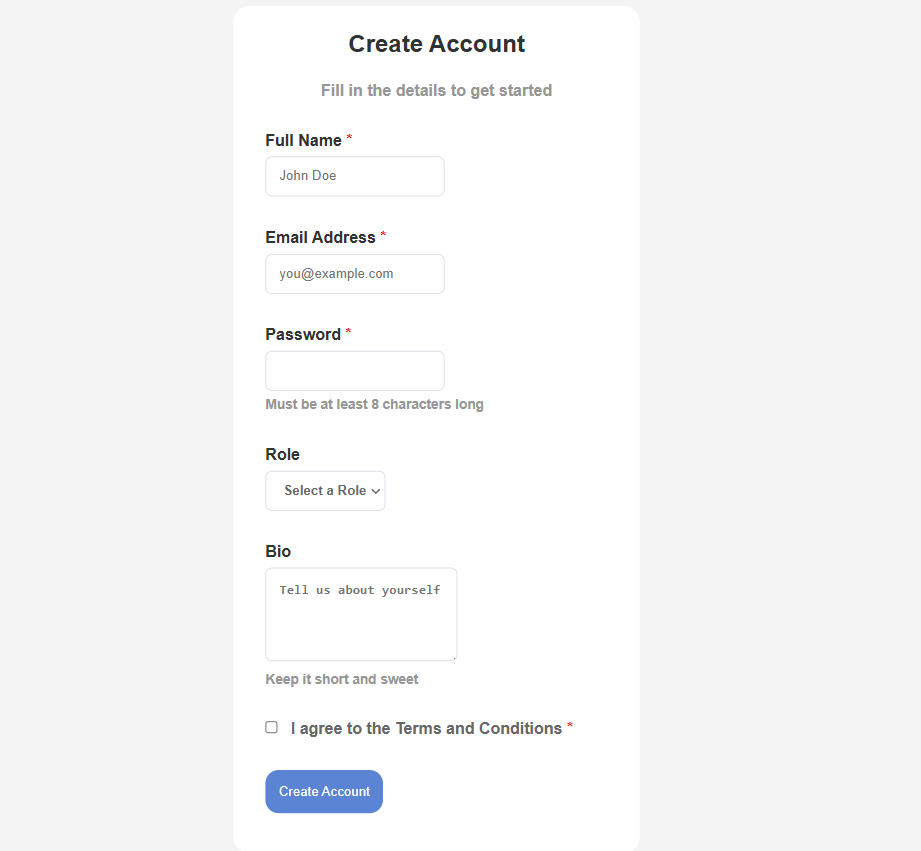 Create Account
Fill in the details to get started
Full Name *
John Doe
Email Address *
you@example.com
Password *
Must be at least 8 characters long
Role
Select a Role
Bio
Tell us about yourself
Keep it short and sweet
I agree to the Terms and Conditions *
Create Account